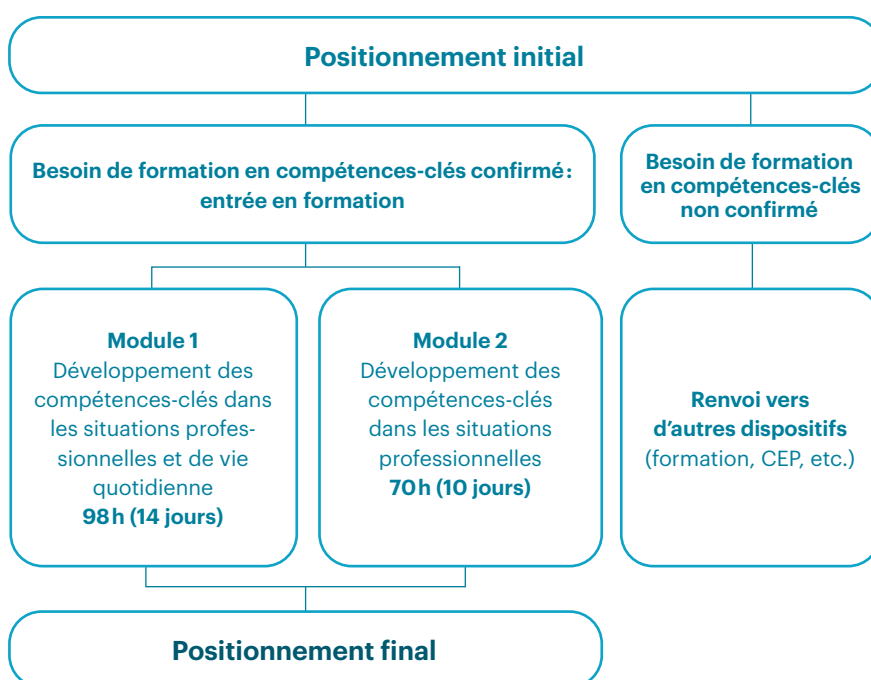 Positionnement initial
Besoin de formation en compétences-clés confirmé :
entrée en formation
Besoin de formation
en compétences-clés
non confirmé
Module 1
Développement des
compétences-clés dans
les situations profes-
sionnelles et de vie
quotidienne
98 h (14 jours)
Module 2
Développement des
compétences-clés
dans les situations
professionnelles
70 h (10 jours)
Renvoi vers
d'autres dispositifs
(formation, CEP, etc.)
Positionnement final